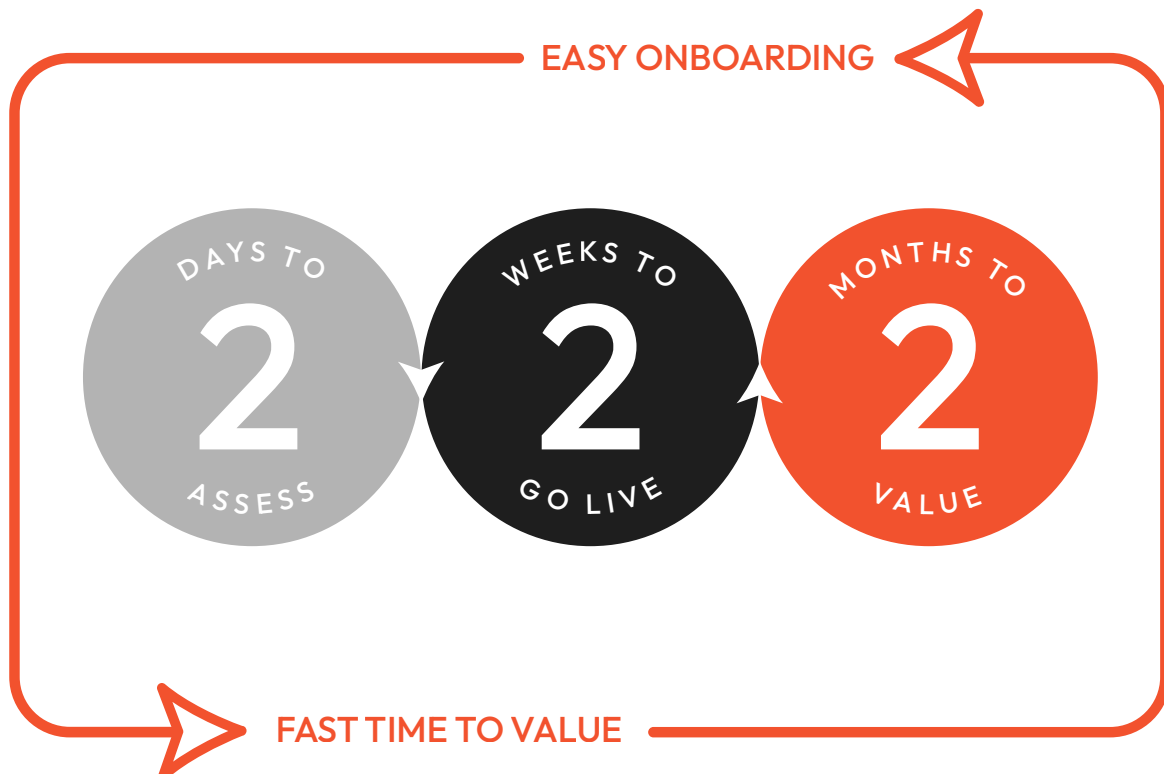 EASY ONBOARDING
DAYS TO
2
ASSESS
WEEKS TO
2
GO LIVE
MONTHS TO
2
VALUE
FAST TIME TO VALUE